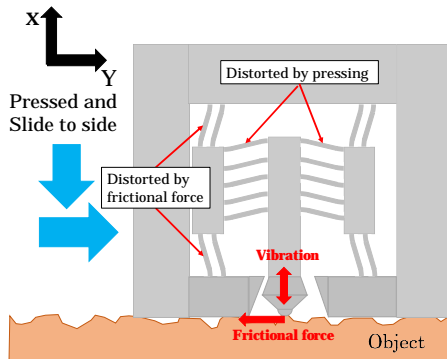 X
Y
Pressed and
Slide to side
Distorted by pressing
Distorted by
frictional force
Vibration
Frictional force
Object